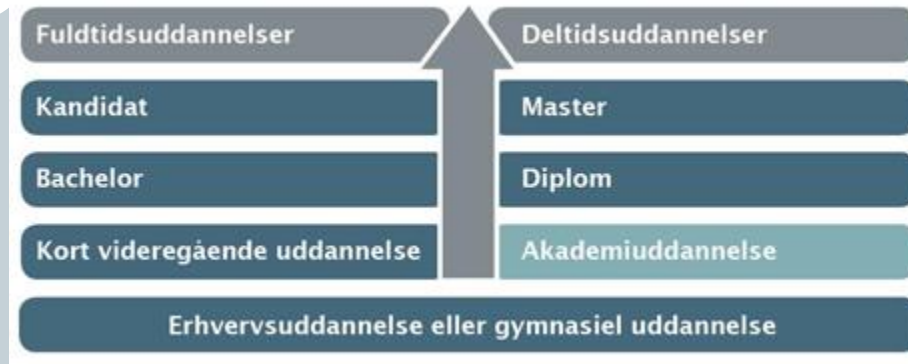 Fuldtidsuddannelser
Deltidsuddannelser
Kandidat
Master
Bachelor
Diplom
Kort videregående uddannelse
Akademiuddannelse
Erhvervsuddannelse eller gymnasiel uddannelse